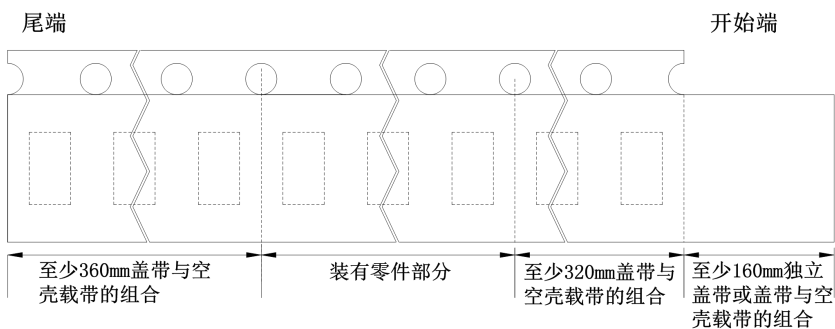 尾端
开始端
至少360mm盖带与空
壳载带的组合
装有零件部分
至少320mm盖带与
空壳载带的组合
至少160mm独立
盖带或盖带与空
壳载带的组合